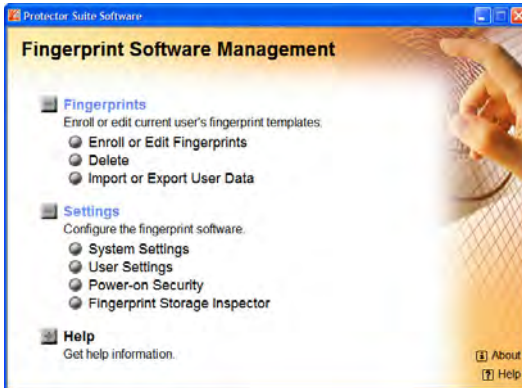 Protector Suite Software
Fingerprint Software Management
Fingerprints
Enroll or edit current user's fingerprint templates.
Enroll or Edit Fingerprints
Delete
Import or Export User Data
Settings
Configure the fingerprint software.
System Settings
User Settings
Power-on Security
Fingerprint Storage Inspector
Help
Get help information.
About
Help